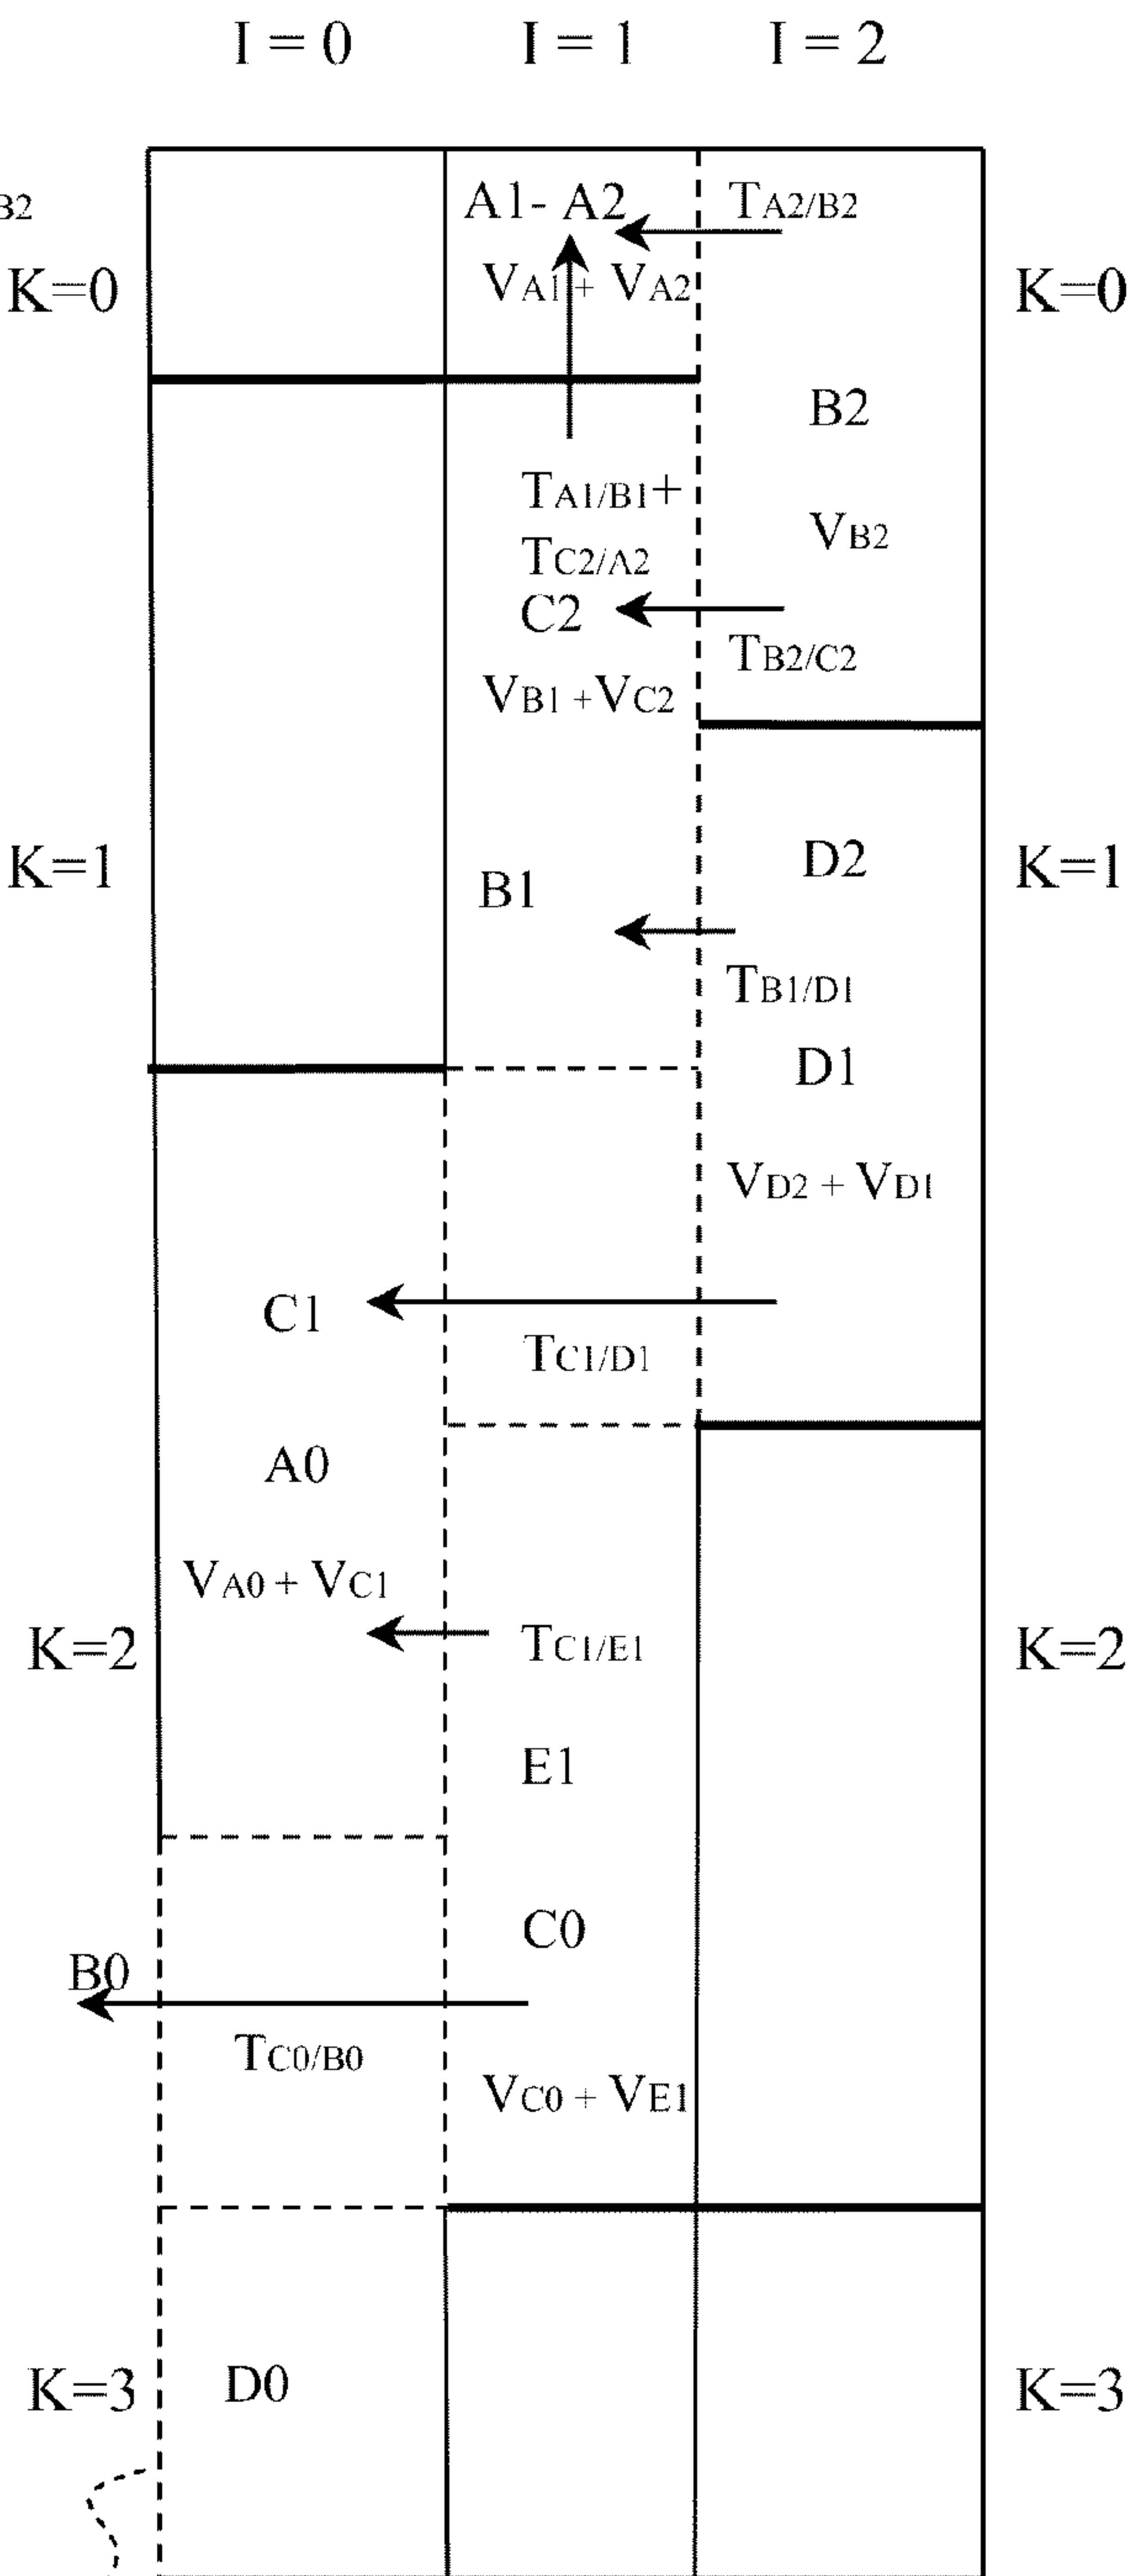 I = 0 I = 1 I = 2
B2
A1- A2 TA2/B2
K=0 VA1 + VA2 K=0
B2
TA1/B1+
VB2
TC2/A2
C2
TB2/C2
VB1 +VC2
K=1 D2 K=1
B1
TB1/D1
D1
VD2 + VD1
C1
TC1/D1
A0
VA0 + VC1
K=2 TC1/E1 K=2
E1
C0
B0
TC0/B0
VC0 + VE1
K=3 D0 K=3